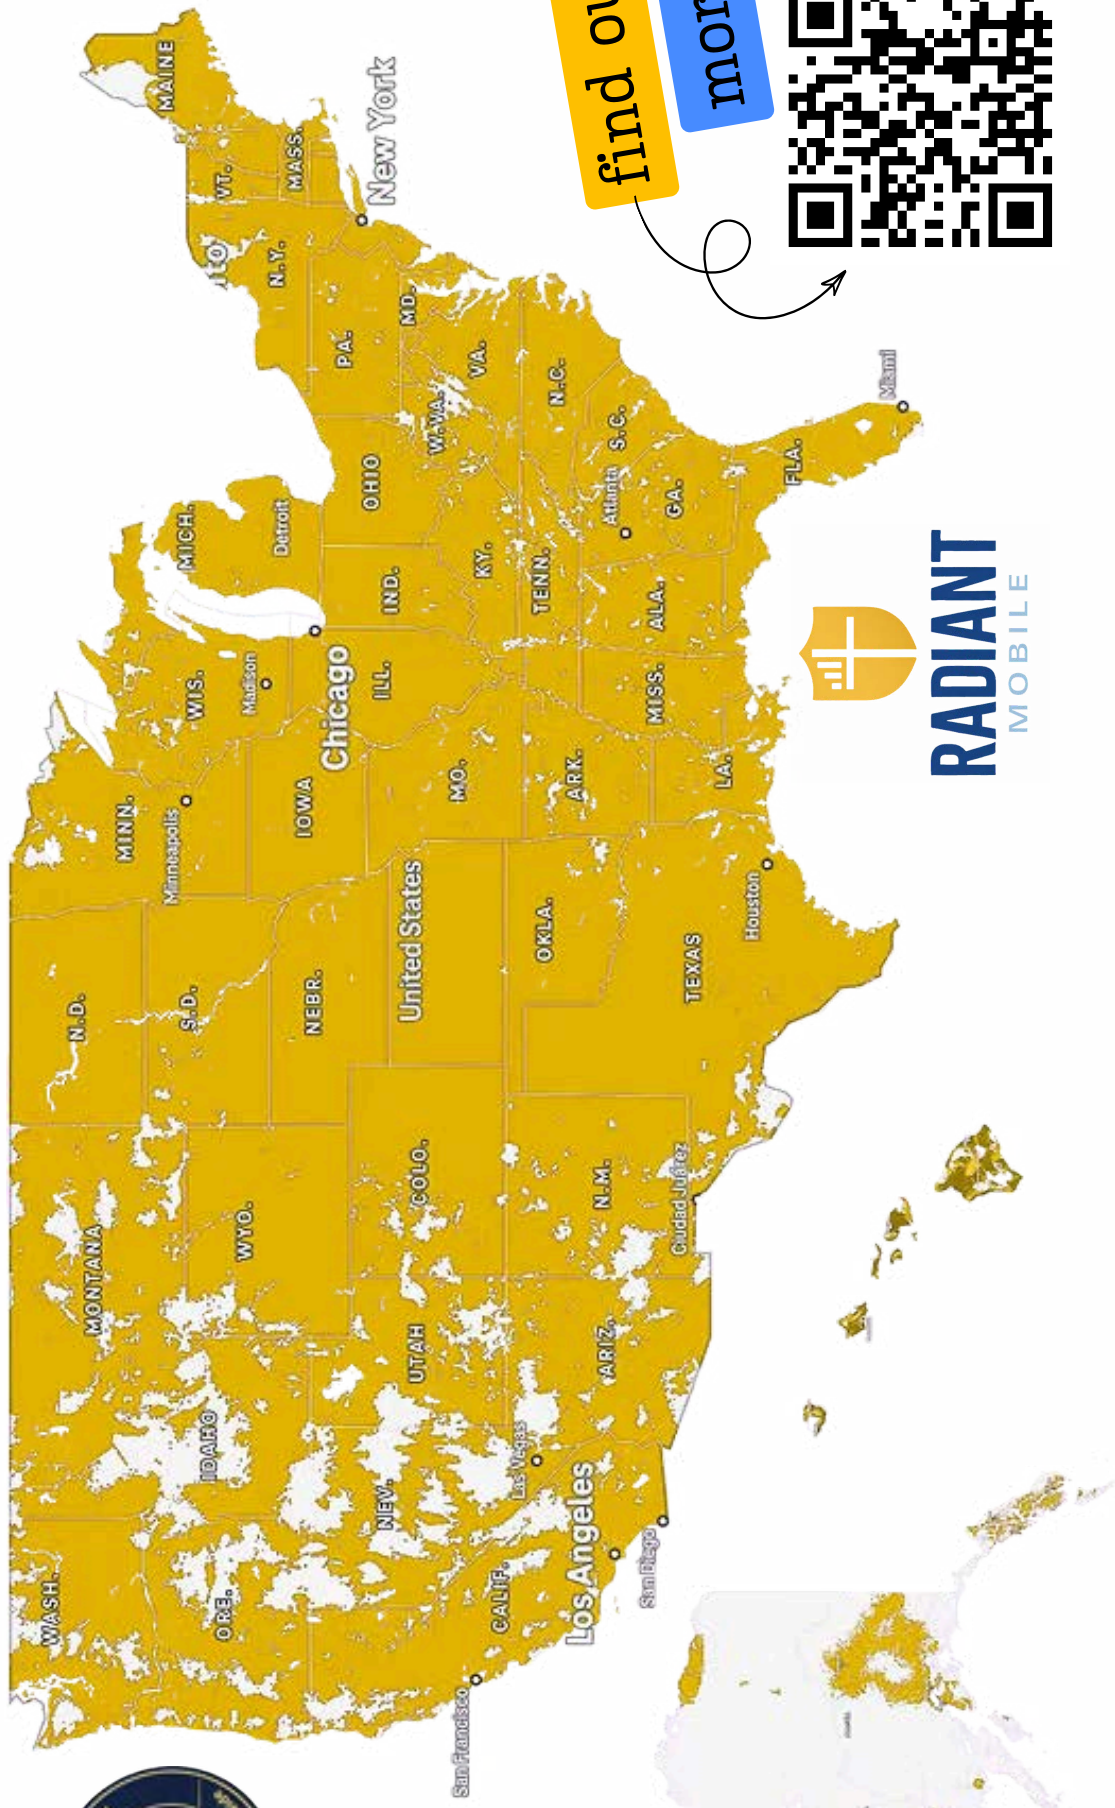 WASH.
MONTANA
N.D.
MINN.
MAINE
ORE.
IDAHO
WYO.
S.D.
Minneapolis
WIS.
Madison
MICH.
Detroit
VT.
MASS.
N.Y.
New York
NEV.
UTAH
COLO.
NEBR.
IOWA
Chicago
ILL.
IND.
OHIO
PA.
MD.
United States
MO.
KY.
W.VA.
VA.
San Francisco
CALIF.
Las Vegas
Los Angeles
San Diego
ARIZ.
N.M.
OKLA.
ARK.
TENN.
N.C.
S.C.
Atlanta
Ciudad Juárez
TEXAS
Houston
LA.
MISS.
ALA.
GA.
FLA.
Miami
find ou
mor
RADIANT
MOBILE